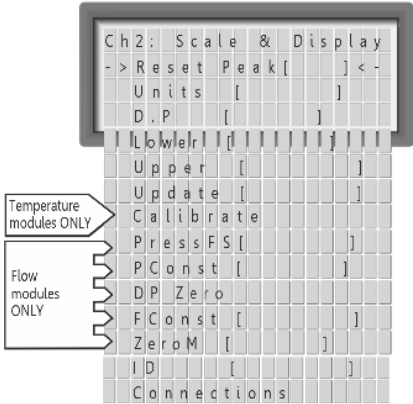 Ch2: Scale & Display
->Reset Peak[ ]<-
Units [ ]
D.P [ ]
Lower [ ]
Upper [ ]
Update [ ]
Temperature modules ONLY
Calibrate
Flow modules ONLY
PressFS[ ]
PConst [ ]
DP Zero
FConst [ ]
ZeroM [ ]
ID [ ]
Connections